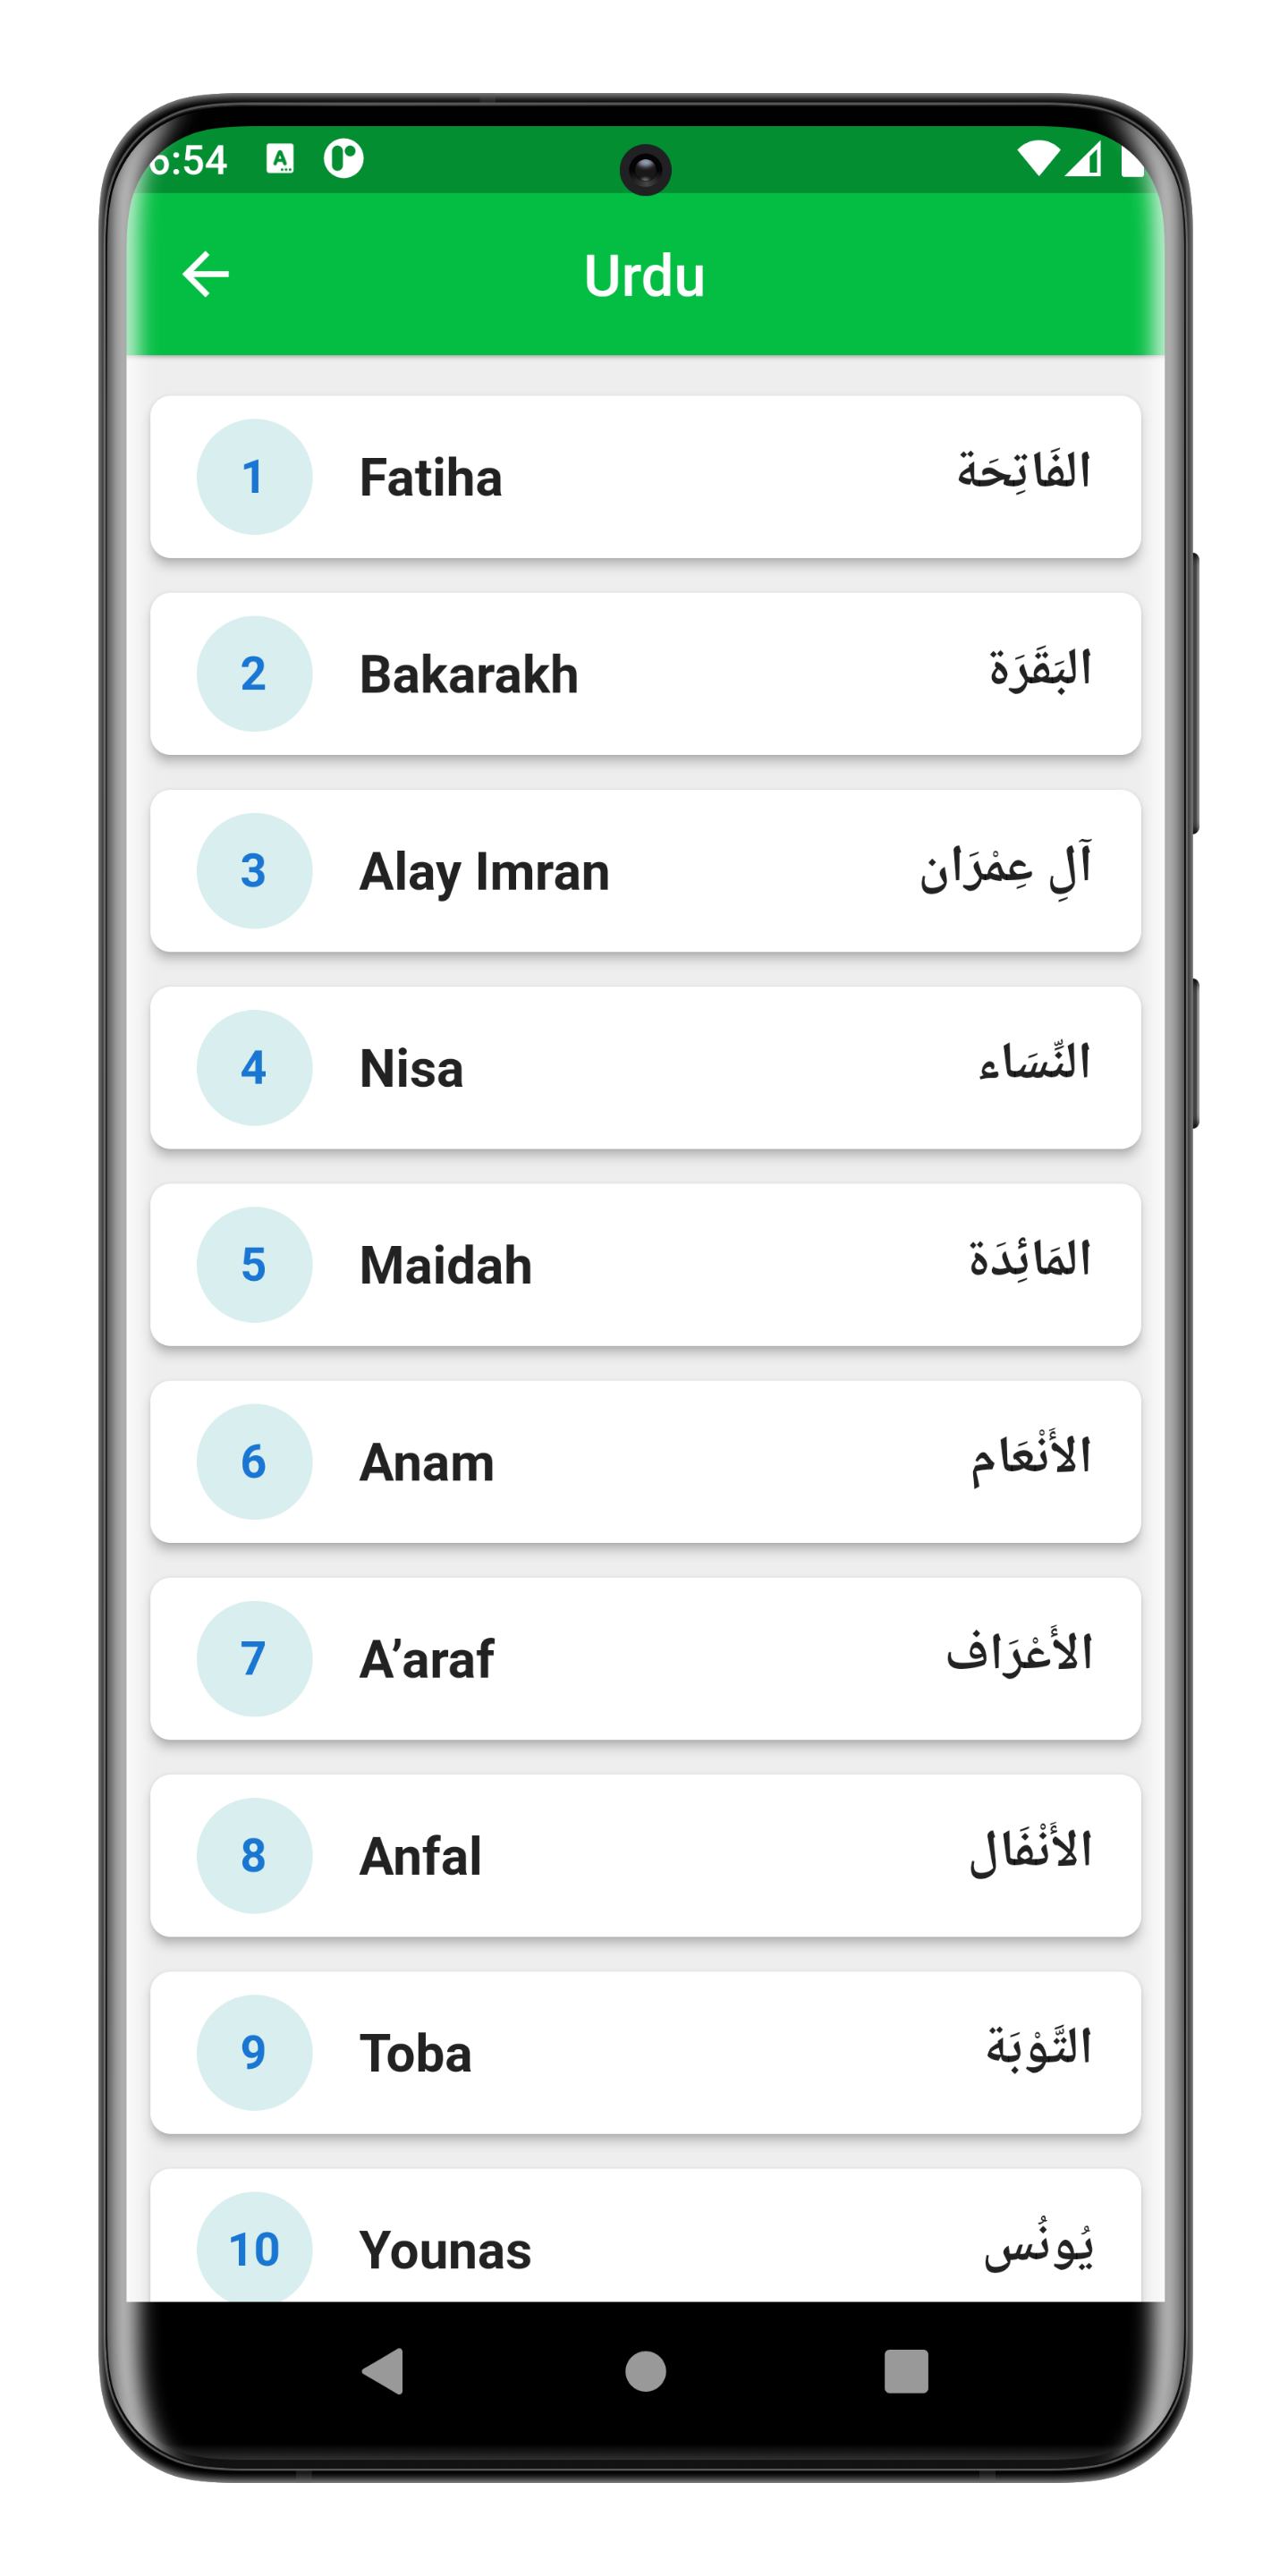 6:54
Urdu
1 Fatiha الفَاتِحَة
2 Bakarakh البَقَرَة
3 Alay Imran آلِ عِمْرَان
4 Nisa النِّسَاء
5 Maidah المَائِدَة
6 Anam الأَنْعَام
7 A’araf الأَعْرَاف
8 Anfal الأَنْفَال
9 Toba التَّوْبَة
10 Younas يُونُس